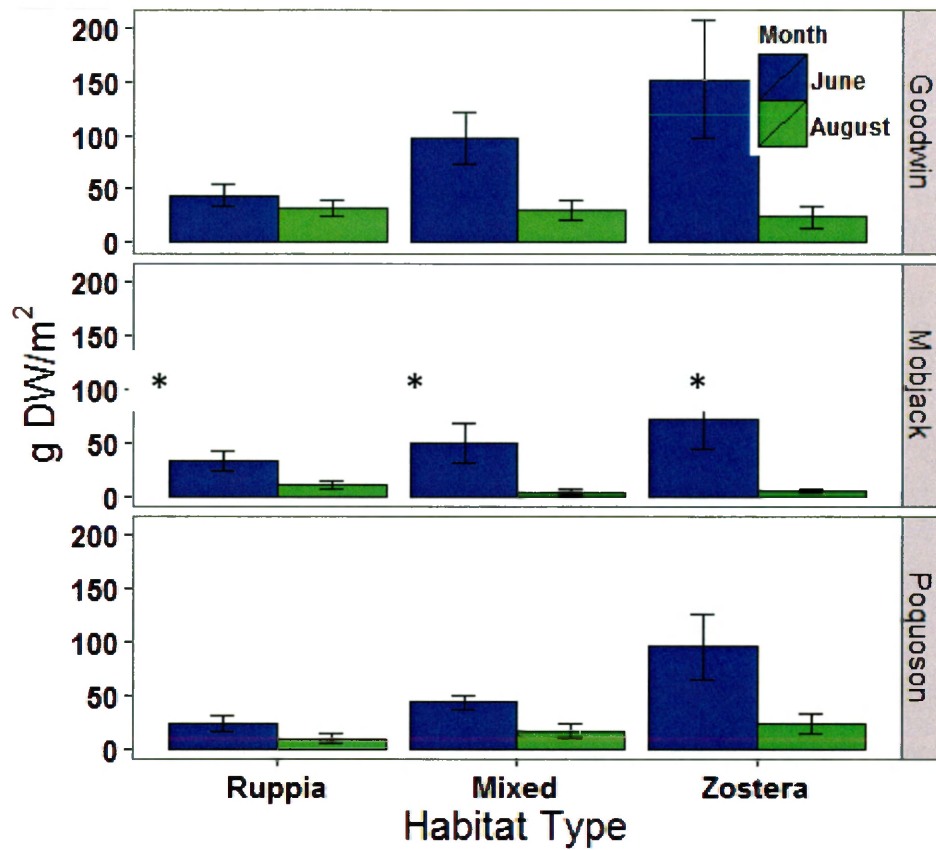 Month
June
August
200
150
100
50
0
Goodwin
200
150
100
50
0
* * *
Mobjack
200
150
100
50
0
Poquoson
g DW/m²
Ruppia Mixed Zostera
Habitat Type